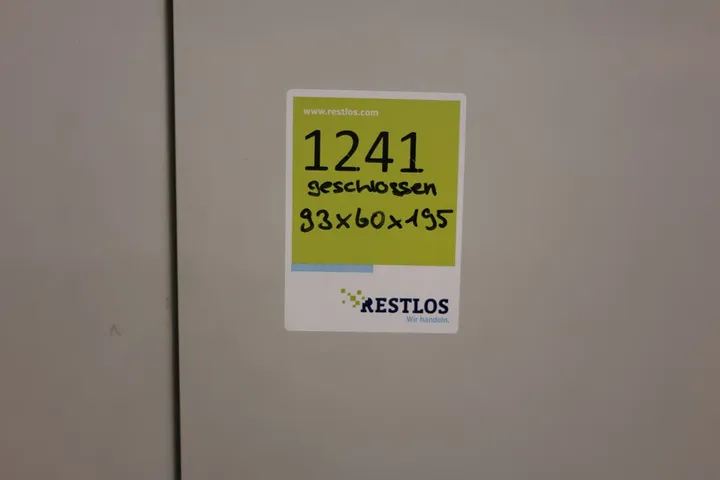 www.restlos.com
1241
geschlossen
93x60x195
RESTLOS
Wir handeln.